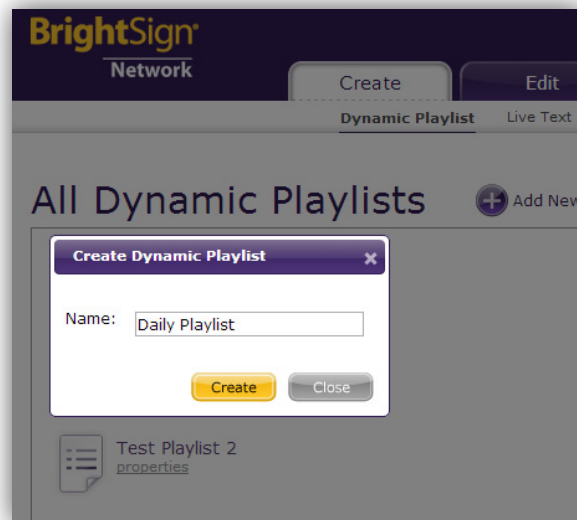 BrightSign
Network
Create
Edit
Dynamic Playlist
Live Text
All Dynamic Playlists
Add New
Create Dynamic Playlist
Name:
Daily Playlist
Create
Close
Test Playlist 2
properties